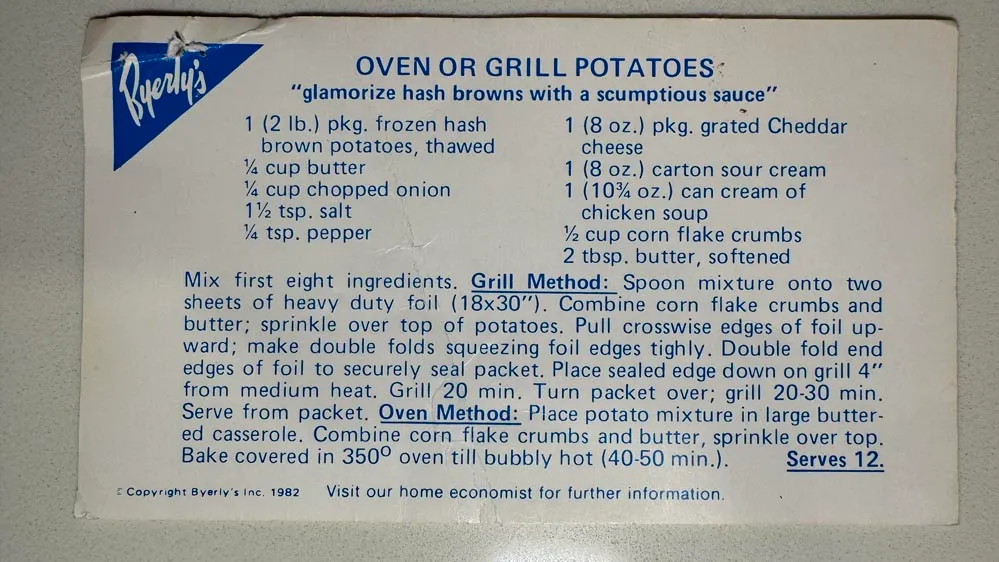 Byerly's
OVEN OR GRILL POTATOES
"glamorize hash browns with a scumptious sauce"
1 (2 lb.) pkg. frozen hash
brown potatoes, thawed
¼ cup butter
¼ cup chopped onion
1½ tsp. salt
¼ tsp. pepper
1 (8 oz.) pkg. grated Cheddar
cheese
1 (8 oz.) carton sour cream
1 (10¾ oz.) can cream of
chicken soup
½ cup corn flake crumbs
2 tbsp. butter, softened
Mix first eight ingredients. Grill Method: Spoon mixture onto two
sheets of heavy duty foil (18x30"). Combine corn flake crumbs and
butter; sprinkle over top of potatoes. Pull crosswise edges of foil up-
ward; make double folds squeezing foil edges tighly. Double fold end
edges of foil to securely seal packet. Place sealed edge down on grill 4"
from medium heat. Grill 20 min. Turn packet over; grill 20-30 min.
Serve from packet. Oven Method: Place potato mixture in large butter-
ed casserole. Combine corn flake crumbs and butter, sprinkle over top.
Bake covered in 350º oven till bubbly hot (40-50 min.). Serves 12.
© Copyright Byerly's Inc. 1982 Visit our home economist for further information.